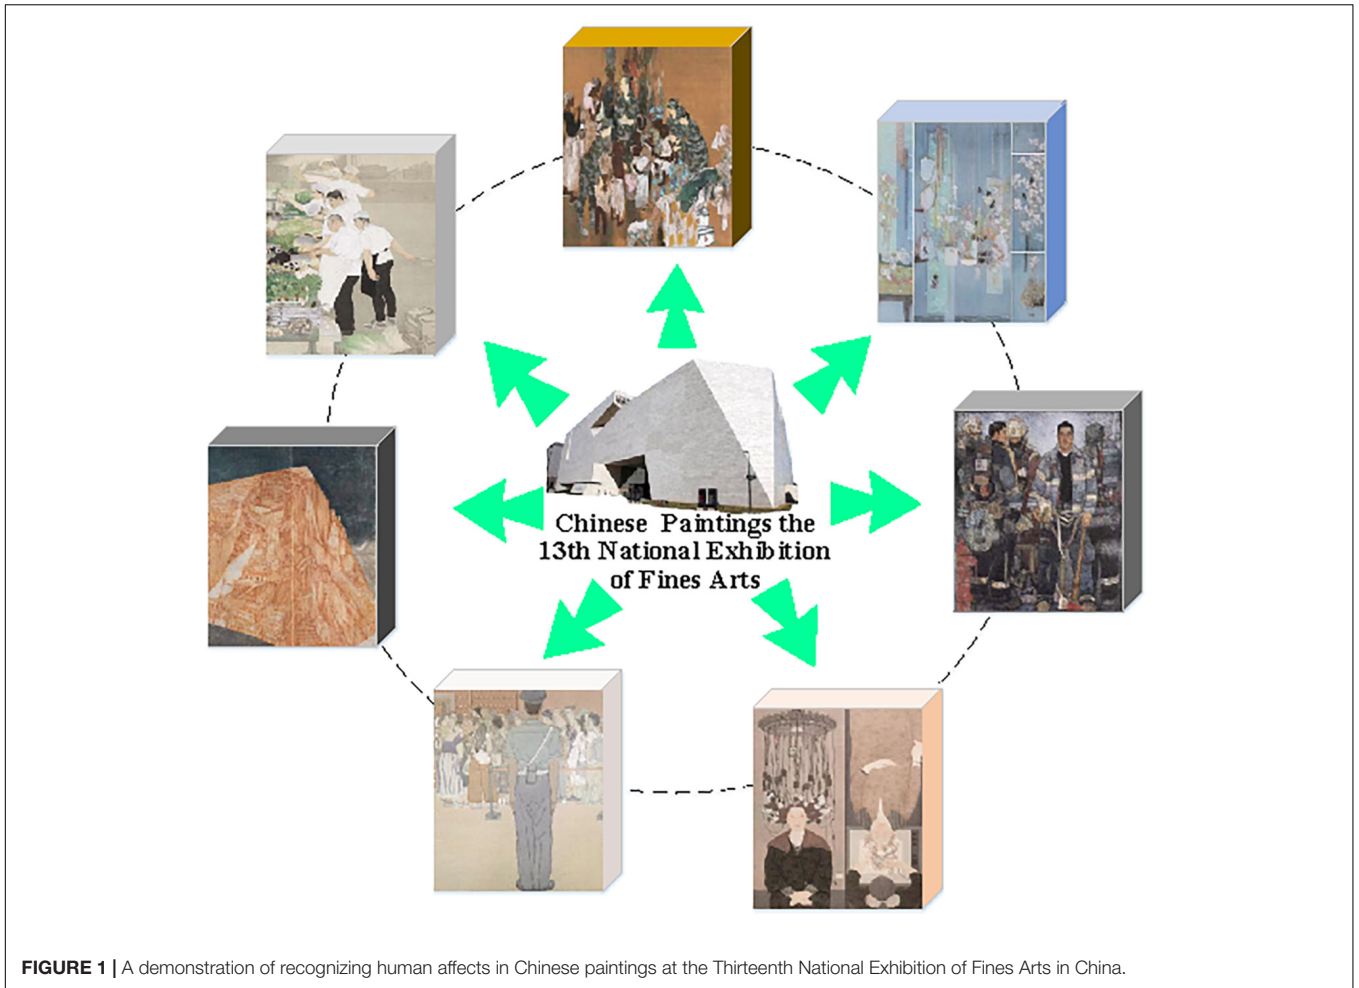 Chinese Paintings the
13th National Exhibition
of Fines Arts
FIGURE 1 | A demonstration of recognizing human affects in Chinese paintings at the Thirteenth National Exhibition of Fines Arts in China.